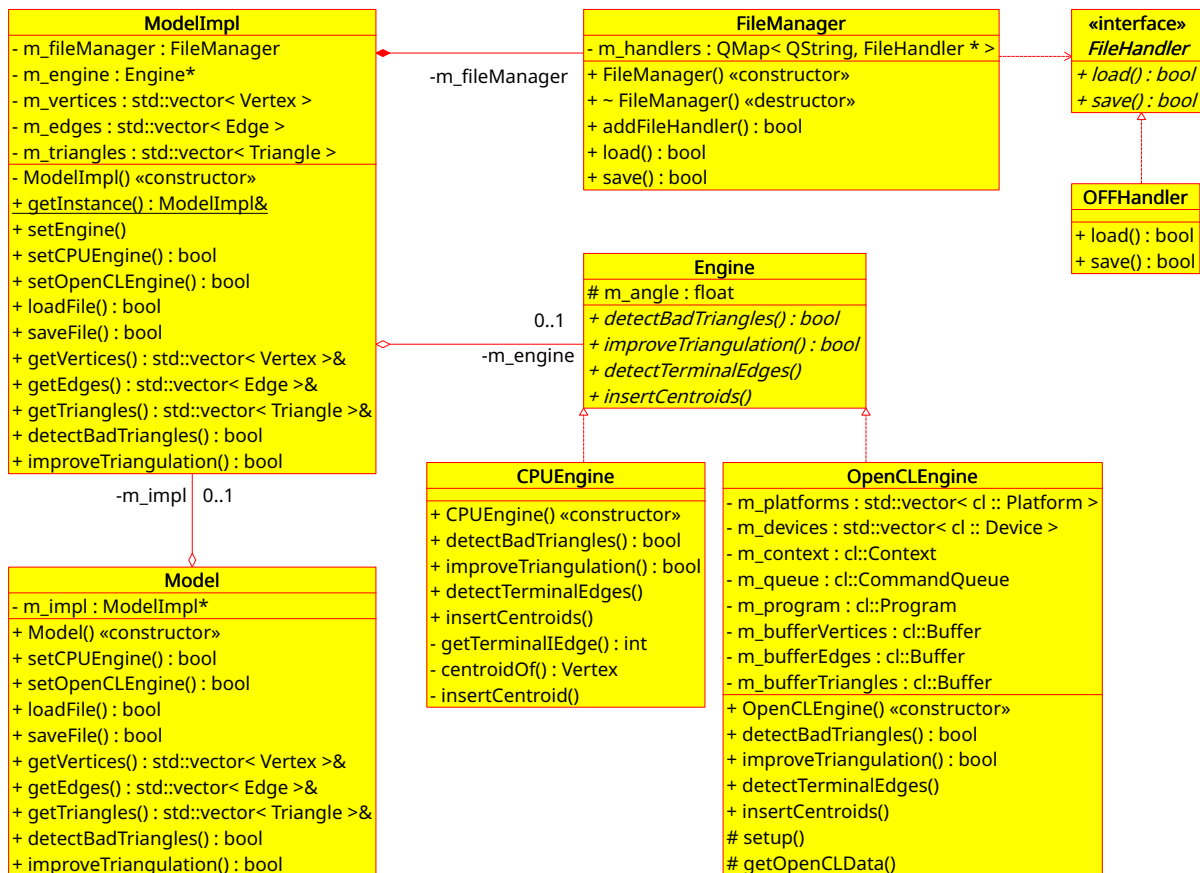 ModelImpl
- m_fileManager : FileManager
- m_engine : Engine*
- m_vertices : std::vector< Vertex >
- m_edges : std::vector< Edge >
- m_triangles : std::vector< Triangle >
- ModelImpl() «constructor»
+ getInstance() : ModelImpl&
+ setEngine()
+ setCPUEngine() : bool
+ setOpenCLEngine() : bool
+ loadFile() : bool
+ saveFile() : bool
+ getVertices() : std::vector< Vertex >&
+ getEdges() : std::vector< Edge >&
+ getTriangles() : std::vector< Triangle >&
+ detectBadTriangles() : bool
+ improveTriangulation() : bool
-m_fileManager
FileManager
- m_handlers : QMap< QString, FileHandler * >
+ FileManager() «constructor»
+ ~ FileManager() «destructor»
+ addFileHandler() : bool
+ load() : bool
+ save() : bool
«interface»
FileHandler
+ load() : bool
+ save() : bool
OFFHandler
+ load() : bool
+ save() : bool
0..1
-m_engine
Engine
# m_angle : float
+ detectBadTriangles() : bool
+ improveTriangulation() : bool
+ detectTerminalEdges()
+ insertCentroids()
-m_impl 0..1
Model
- m_impl : ModelImpl*
+ Model() «constructor»
+ setCPUEngine() : bool
+ setOpenCLEngine() : bool
+ loadFile() : bool
+ saveFile() : bool
+ getVertices() : std::vector< Vertex >&
+ getEdges() : std::vector< Edge >&
+ getTriangles() : std::vector< Triangle >&
+ detectBadTriangles() : bool
+ improveTriangulation() : bool
CPUEngine
+ CPUEngine() «constructor»
+ detectBadTriangles() : bool
+ improveTriangulation() : bool
+ detectTerminalEdges()
+ insertCentroids()
- getTerminalIEdge() : int
- centroidOf() : Vertex
- insertCentroid()
OpenCLEngine
- m_platforms : std::vector< cl :: Platform >
- m_devices : std::vector< cl :: Device >
- m_context : cl::Context
- m_queue : cl::CommandQueue
- m_program : cl::Program
- m_bufferVertices : cl::Buffer
- m_bufferEdges : cl::Buffer
- m_bufferTriangles : cl::Buffer
+ OpenCLEngine() «constructor»
+ detectBadTriangles() : bool
+ improveTriangulation() : bool
+ detectTerminalEdges()
+ insertCentroids()
# setup()
# getOpenCLData()